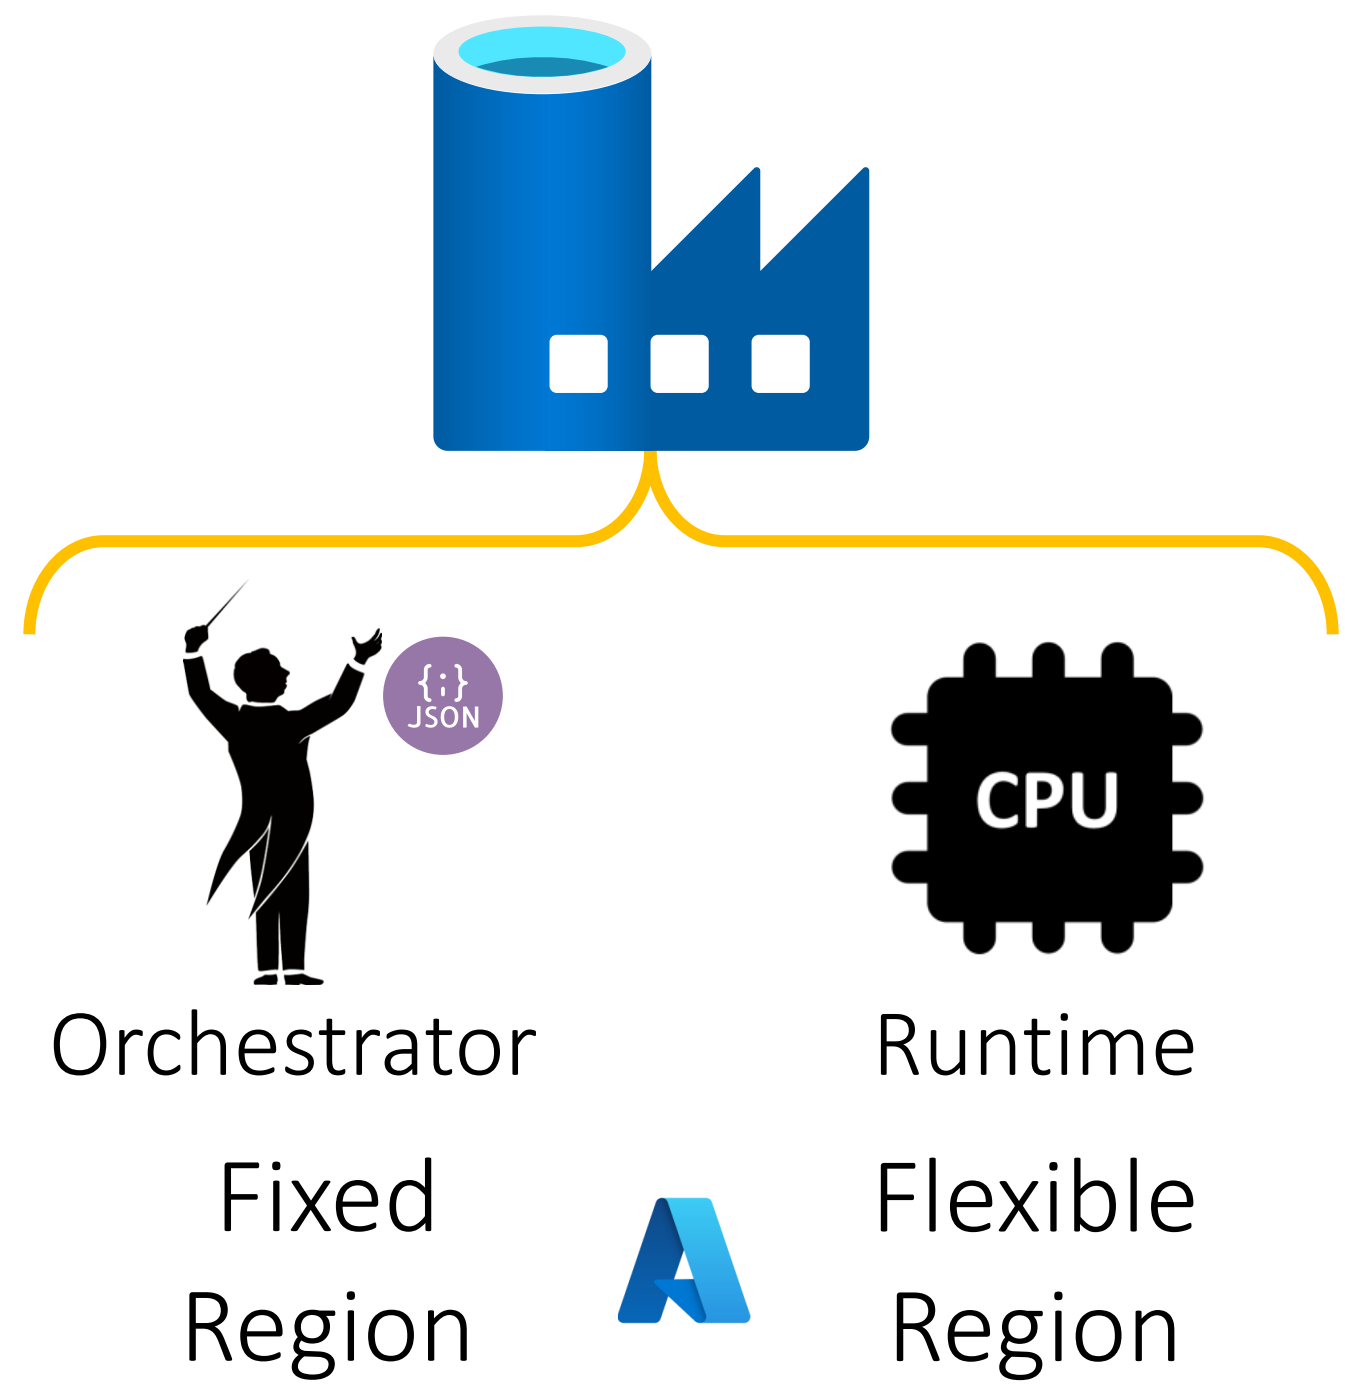 {;}
JSON
CPU
Orchestrator
Runtime
Fixed
Region
Flexible
Region